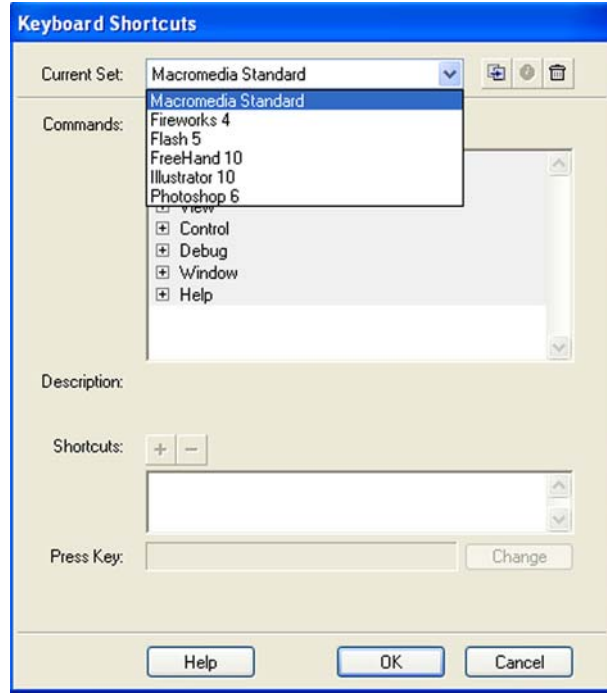 Keyboard Shortcuts
Current Set: Macromedia Standard
Macromedia Standard
Commands: Fireworks 4
Flash 5
FreeHand 10
Illustrator 10
Photoshop 6
View
Control
Debug
Window
Help
Description:
Shortcuts:
Press Key: Change
Help OK Cancel